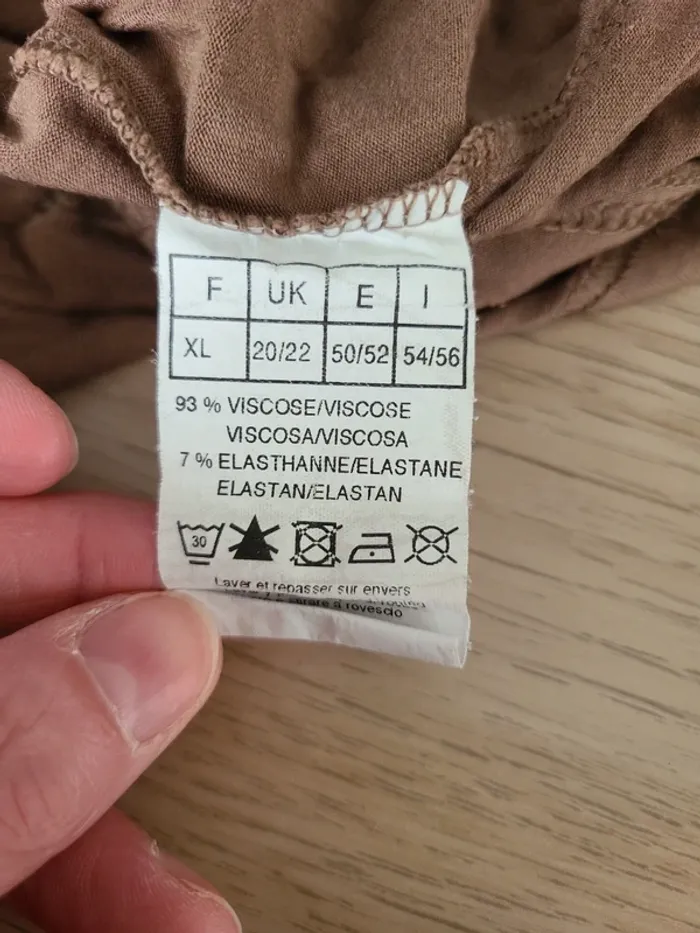 F UK E I
XL 20/22 50/52 54/56
93 % VISCOSE/VISCOSE
VISCOSA/VISCOSA
7 % ELASTHANNE/ELASTANE
ELASTAN/ELASTAN
30
Laver et repasser sur envers
a rovescio